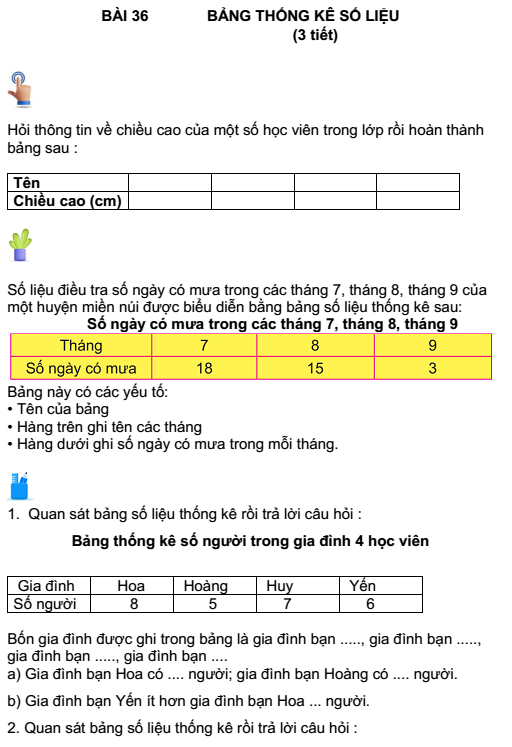 BÀI 36 BẢNG THỐNG KÊ SỐ LIỆU
(3 tiết)
Hỏi thông tin về chiều cao của một số học viên trong lớp rồi hoàn thành
bảng sau :
Tên
Chiều cao (cm)
Số liệu điều tra số ngày có mưa trong các tháng 7, tháng 8, tháng 9 của
một huyện miền núi được biểu diễn bằng bảng số liệu thống kê sau:
Số ngày có mưa trong các tháng 7, tháng 8, tháng 9
Tháng 7 8 9
Số ngày có mưa 18 15 3
Bảng này có các yếu tố:
• Tên của bảng
• Hàng trên ghi tên các tháng
• Hàng dưới ghi số ngày có mưa trong mỗi tháng.
1. Quan sát bảng số liệu thống kê rồi trả lời câu hỏi :
Bảng thống kê số người trong gia đình 4 học viên
Gia đình Hoa Hoàng Huy Yến
Số người 8 5 7 6
Bốn gia đình được ghi trong bảng là gia đình bạn ....., gia đình bạn .....,
gia đình bạn ....., gia đình bạn ....
a) Gia đình bạn Hoa có .... người; gia đình bạn Hoàng có .... người.
b) Gia đình bạn Yến ít hơn gia đình bạn Hoa ... người.
2. Quan sát bảng số liệu thống kê rồi trả lời câu hỏi :